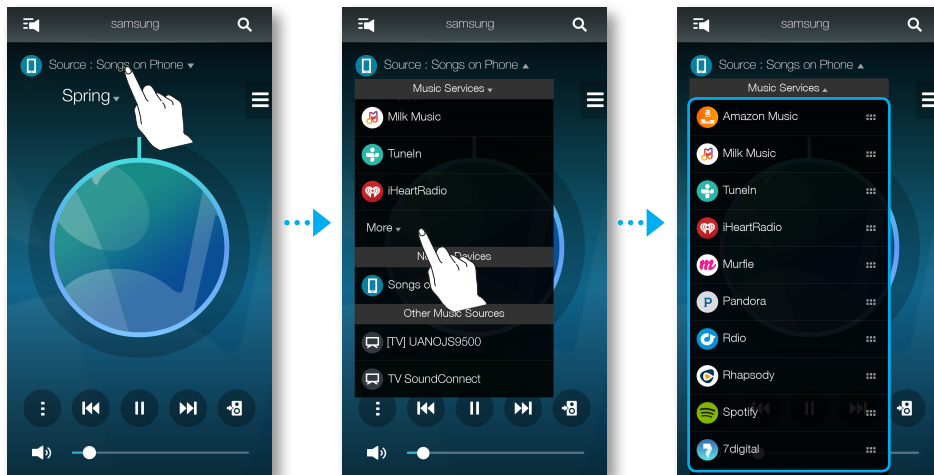 samsung
Source : Songs on Phone
Spring
samsung
Source : Songs on Phone
Music Services
Milk Music
TuneIn
iHeartRadio
More
Devices
Songs o
Other Music Sources
[TV] UANOJS9500
TV SoundConnect
samsung
Source : Songs on Phone
Music Services
Amazon Music
Milk Music
TuneIn
iHeartRadio
Murfie
P Pandora
Rdio
Rhapsody
Spotify
7digital